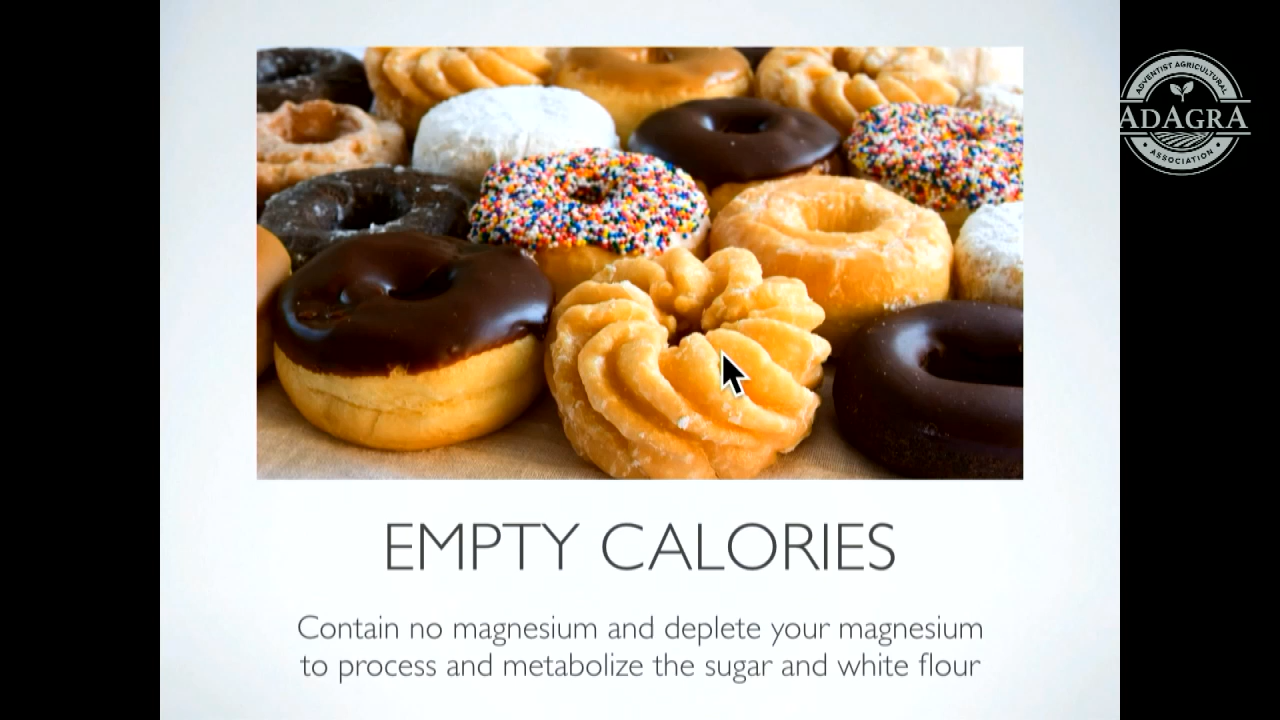 ADVENTIST AGRICULTURAL
ADAGRA
• ASSOCIATION •
EMPTY CALORIES
Contain no magnesium and deplete your magnesium
to process and metabolize the sugar and white flour